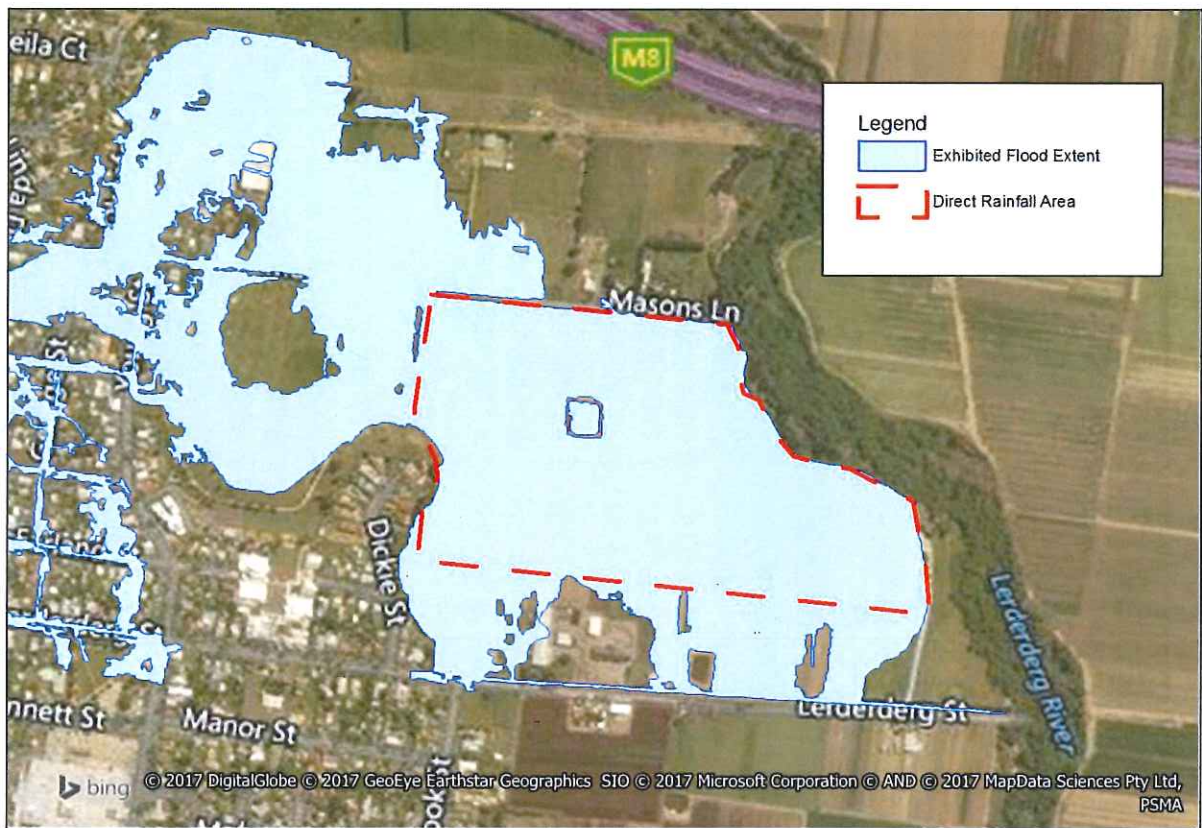 eila Ct
M8
Legend
Exhibited Flood Extent
Direct Rainfall Area
Masons Ln
Dickie St
Lerderderg River
Lerderderg St
nnett St
Manor St
bing
© 2017 DigitalGlobe © 2017 GeoEye Earthstar Geographics SIO © 2017 Microsoft Corporation © AND © 2017 MapData Sciences Pty Ltd,
PSMA